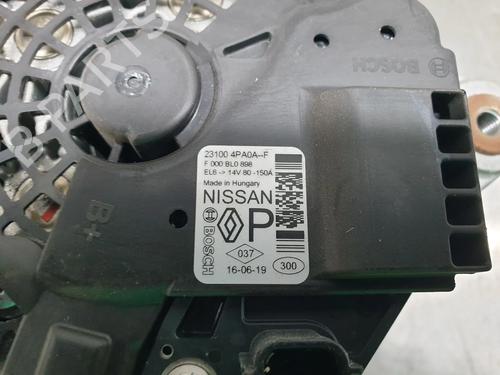 BOSCH
23100 4PA0A--F
F 000 BL0 898
EL6 -> 14V 80 -150A
Made in Hungary
NISSAN
BOSCH
P
037
16-06-19
300
B+
B-PARTS